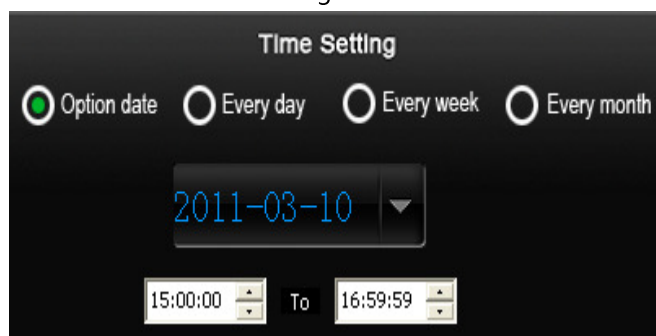 Time Setting
Option date Every day Every week Every month
2011-03-10
15:00:00 To 16:59:59